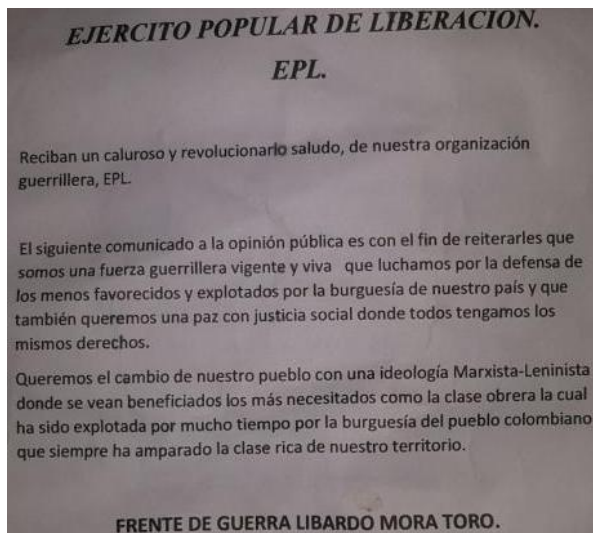 EJERCITO POPULAR DE LIBERACION.
EPL.
Reciban un caluroso y revolucionario saludo, de nuestra organización
guerrillera, EPL.
El siguiente comunicado a la opinión pública es con el fin de reiterarles que
somos una fuerza guerrillera vigente y viva que luchamos por la defensa de
los menos favorecidos y explotados por la burguesía de nuestro país y que
también queremos una paz con justicia social donde todos tengamos los
mismos derechos.
Queremos el cambio de nuestro pueblo con una ideología Marxista-Leninista
donde se vean beneficiados los más necesitados como la clase obrera la cual
ha sido explotada por mucho tiempo por la burguesía del pueblo colombiano
que siempre ha amparado la clase rica de nuestro territorio.
FRENTE DE GUERRA LIBARDO MORA TORO.